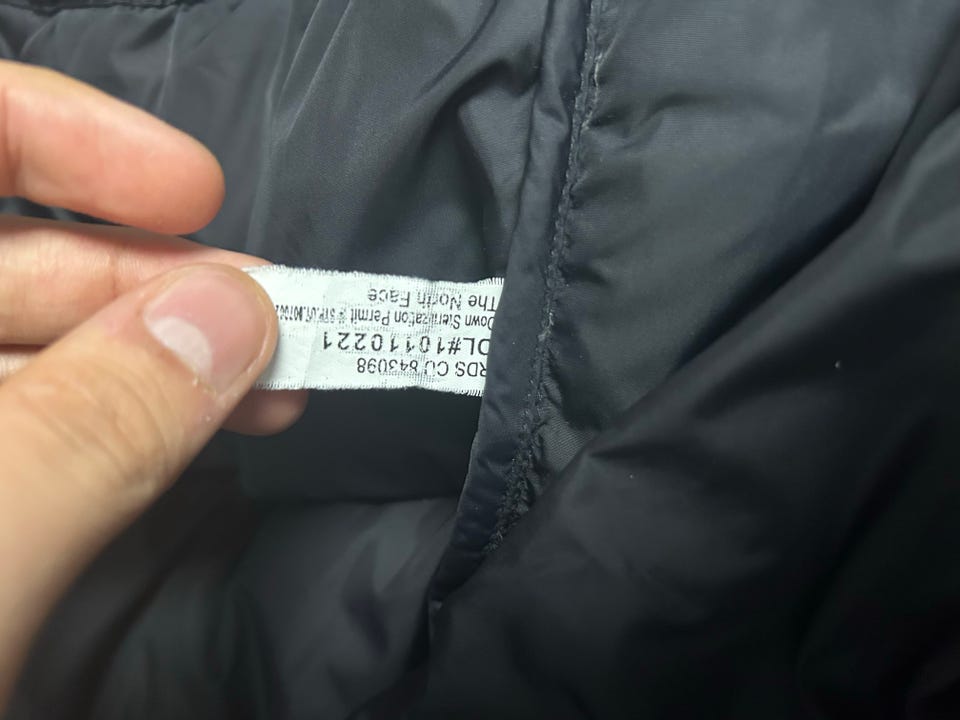 RDS CU 843098
DL#10110221
Down Sterilization Permit #
The North Face